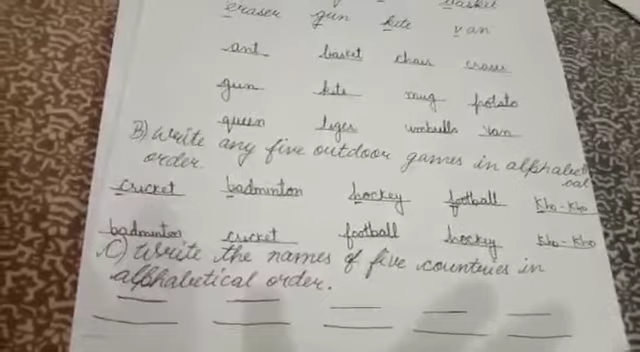 basket
eraser gun kite van
ant basket chair eraser
gun kite mug potato
queen tiger umbrella van
B) Write any five outdoor games in alphabetical
order.
cricket badminton hockey football Kho-Kho
badminton cricket football hockey Kho-Kho
C) Write the names of five countries in
alphabetical order.